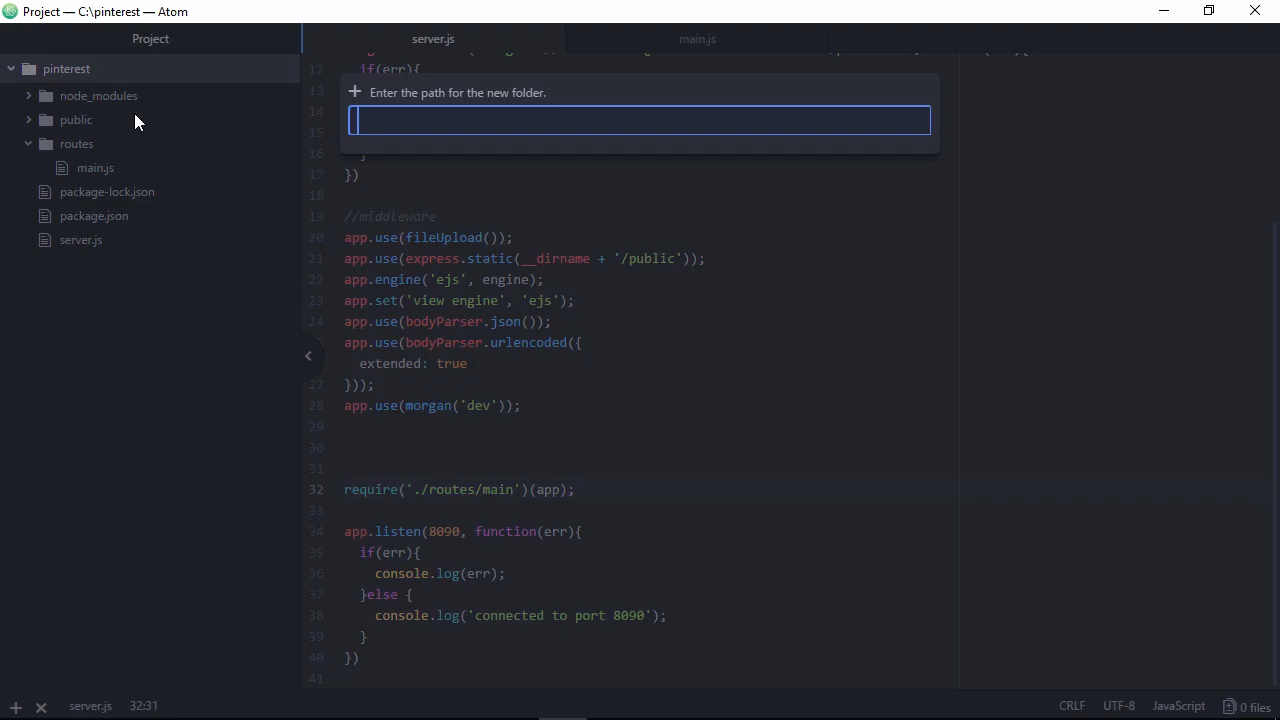 Project — C:\pinterest — Atom
Project
server.js
main.js
pinterest
node_modules
public
routes
main.js
package-lock.json
package.json
server.js
Enter the path for the new folder.
12 if(err){
13
14
15
16 }
17 })
18
19 //middleware
20 app.use(fileUpload());
21 app.use(express.static(__dirname + '/public'));
22 app.engine('ejs', engine);
23 app.set('view engine', 'ejs');
24 app.use(bodyParser.json());
app.use(bodyParser.urlencoded({
extended: true
27 }));
28 app.use(morgan('dev'));
29
30
31
32 require('./routes/main')(app);
33
34 app.listen(8090, function(err){
35 if(err){
36 console.log(err);
37 }else {
38 console.log('connected to port 8090');
39 }
40 })
41
server.js 32:31 CRLF UTF-8 JavaScript 0 files